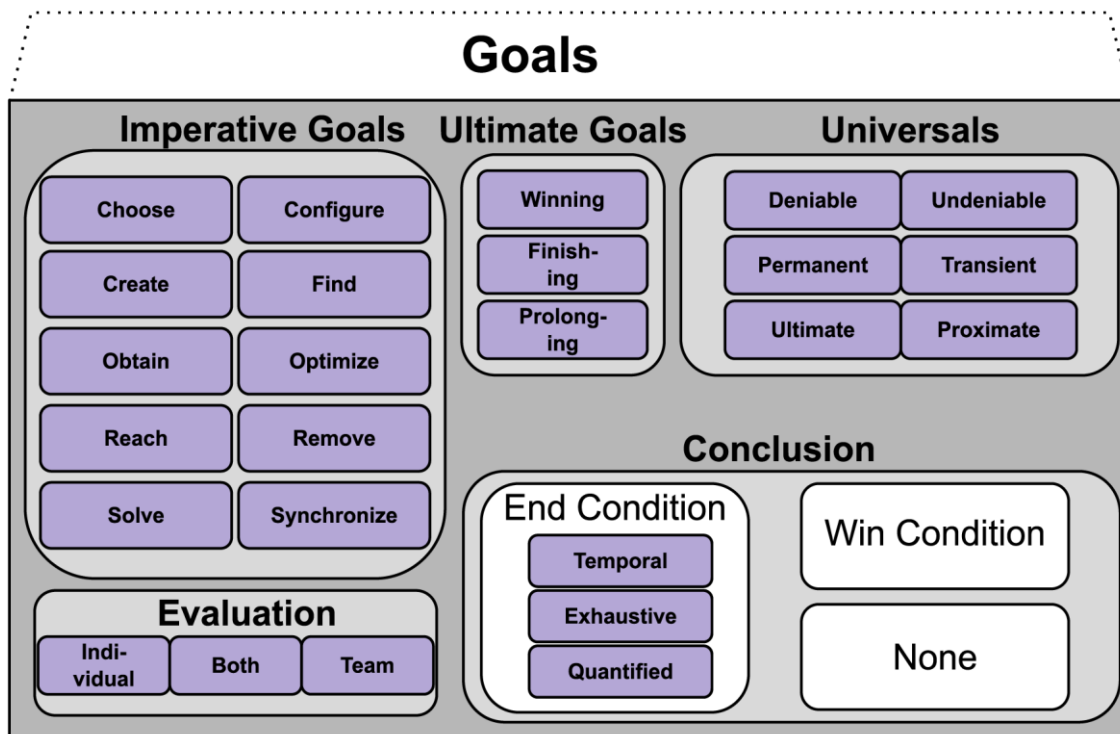 Goals
Imperative Goals
Choose
Configure
Create
Find
Obtain
Optimize
Reach
Remove
Solve
Synchronize
Evaluation
Indi-
vidual
Both
Team
Ultimate Goals
Winning
Finish-
ing
Prolong-
ing
Universals
Deniable
Undeniable
Permanent
Transient
Ultimate
Proximate
Conclusion
End Condition
Temporal
Exhaustive
Quantified
Win Condition
None